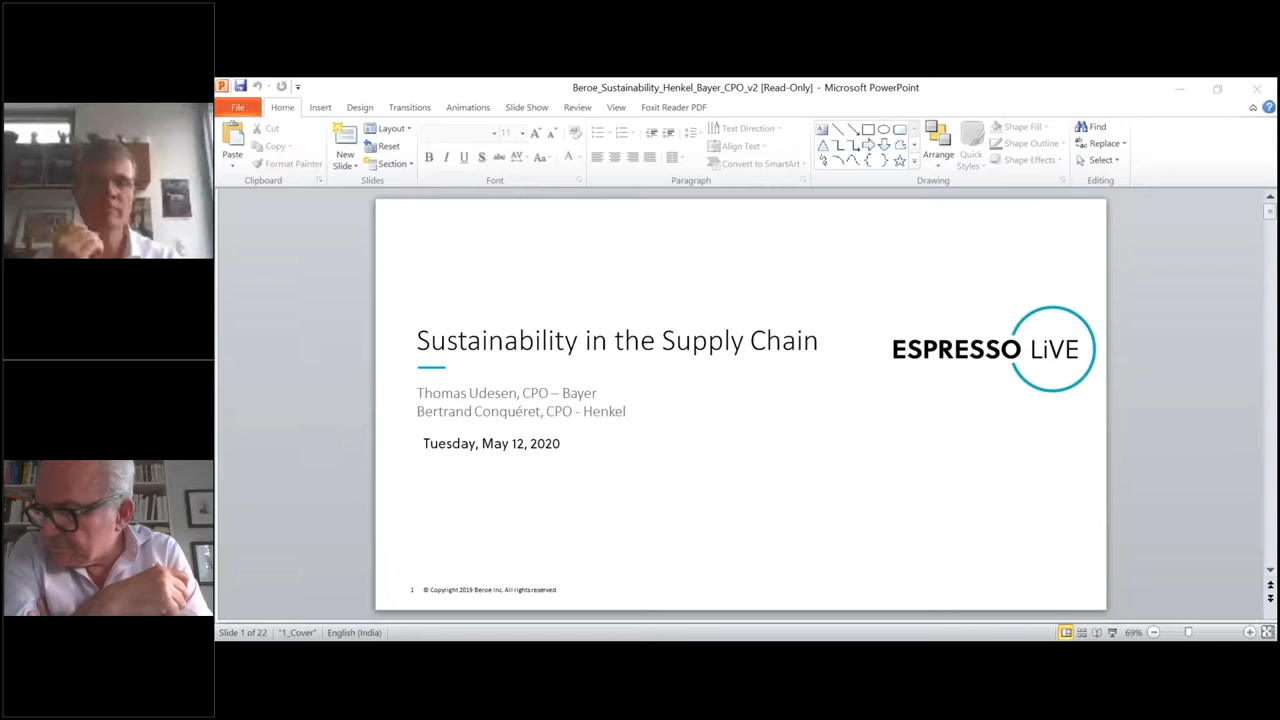 Beroe_Sustainability_Henkel_Bayer_CPO_v2 [Read-Only] - Microsoft PowerPoint
File Home Insert Design Transitions Animations Slide Show Review View Foxit Reader PDF
Paste
Cut
Copy
Format Painter
Clipboard
New Slide
Layout
Reset
Section
Slides
11
Font
Text Direction
Align Text
Convert to SmartArt
Paragraph
Arrange
Quick Styles
Shape Fill
Shape Outline
Shape Effects
Drawing
Find
Replace
Select
Editing
Sustainability in the Supply Chain
ESPRESSO LiVE
Thomas Udesen, CPO – Bayer
Bertrand Conquéret, CPO - Henkel
Tuesday, May 12, 2020
1 © Copyright 2019 Beroe Inc. All rights reserved.
Slide 1 of 22 "1_Cover" English (India) 69%